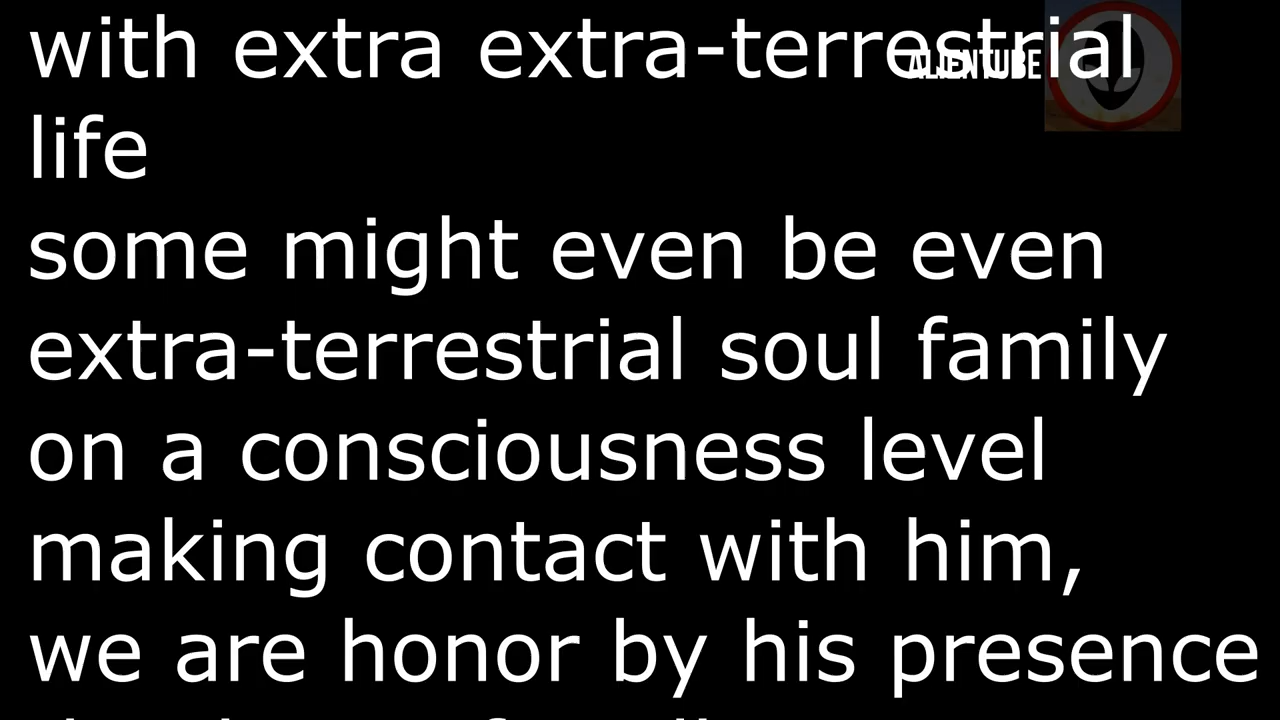 with extra extra-terrestrial
ALIENTUBE
life
some might even be even
extra-terrestrial soul family
on a consciousness level
making contact with him,
we are honor by his presence